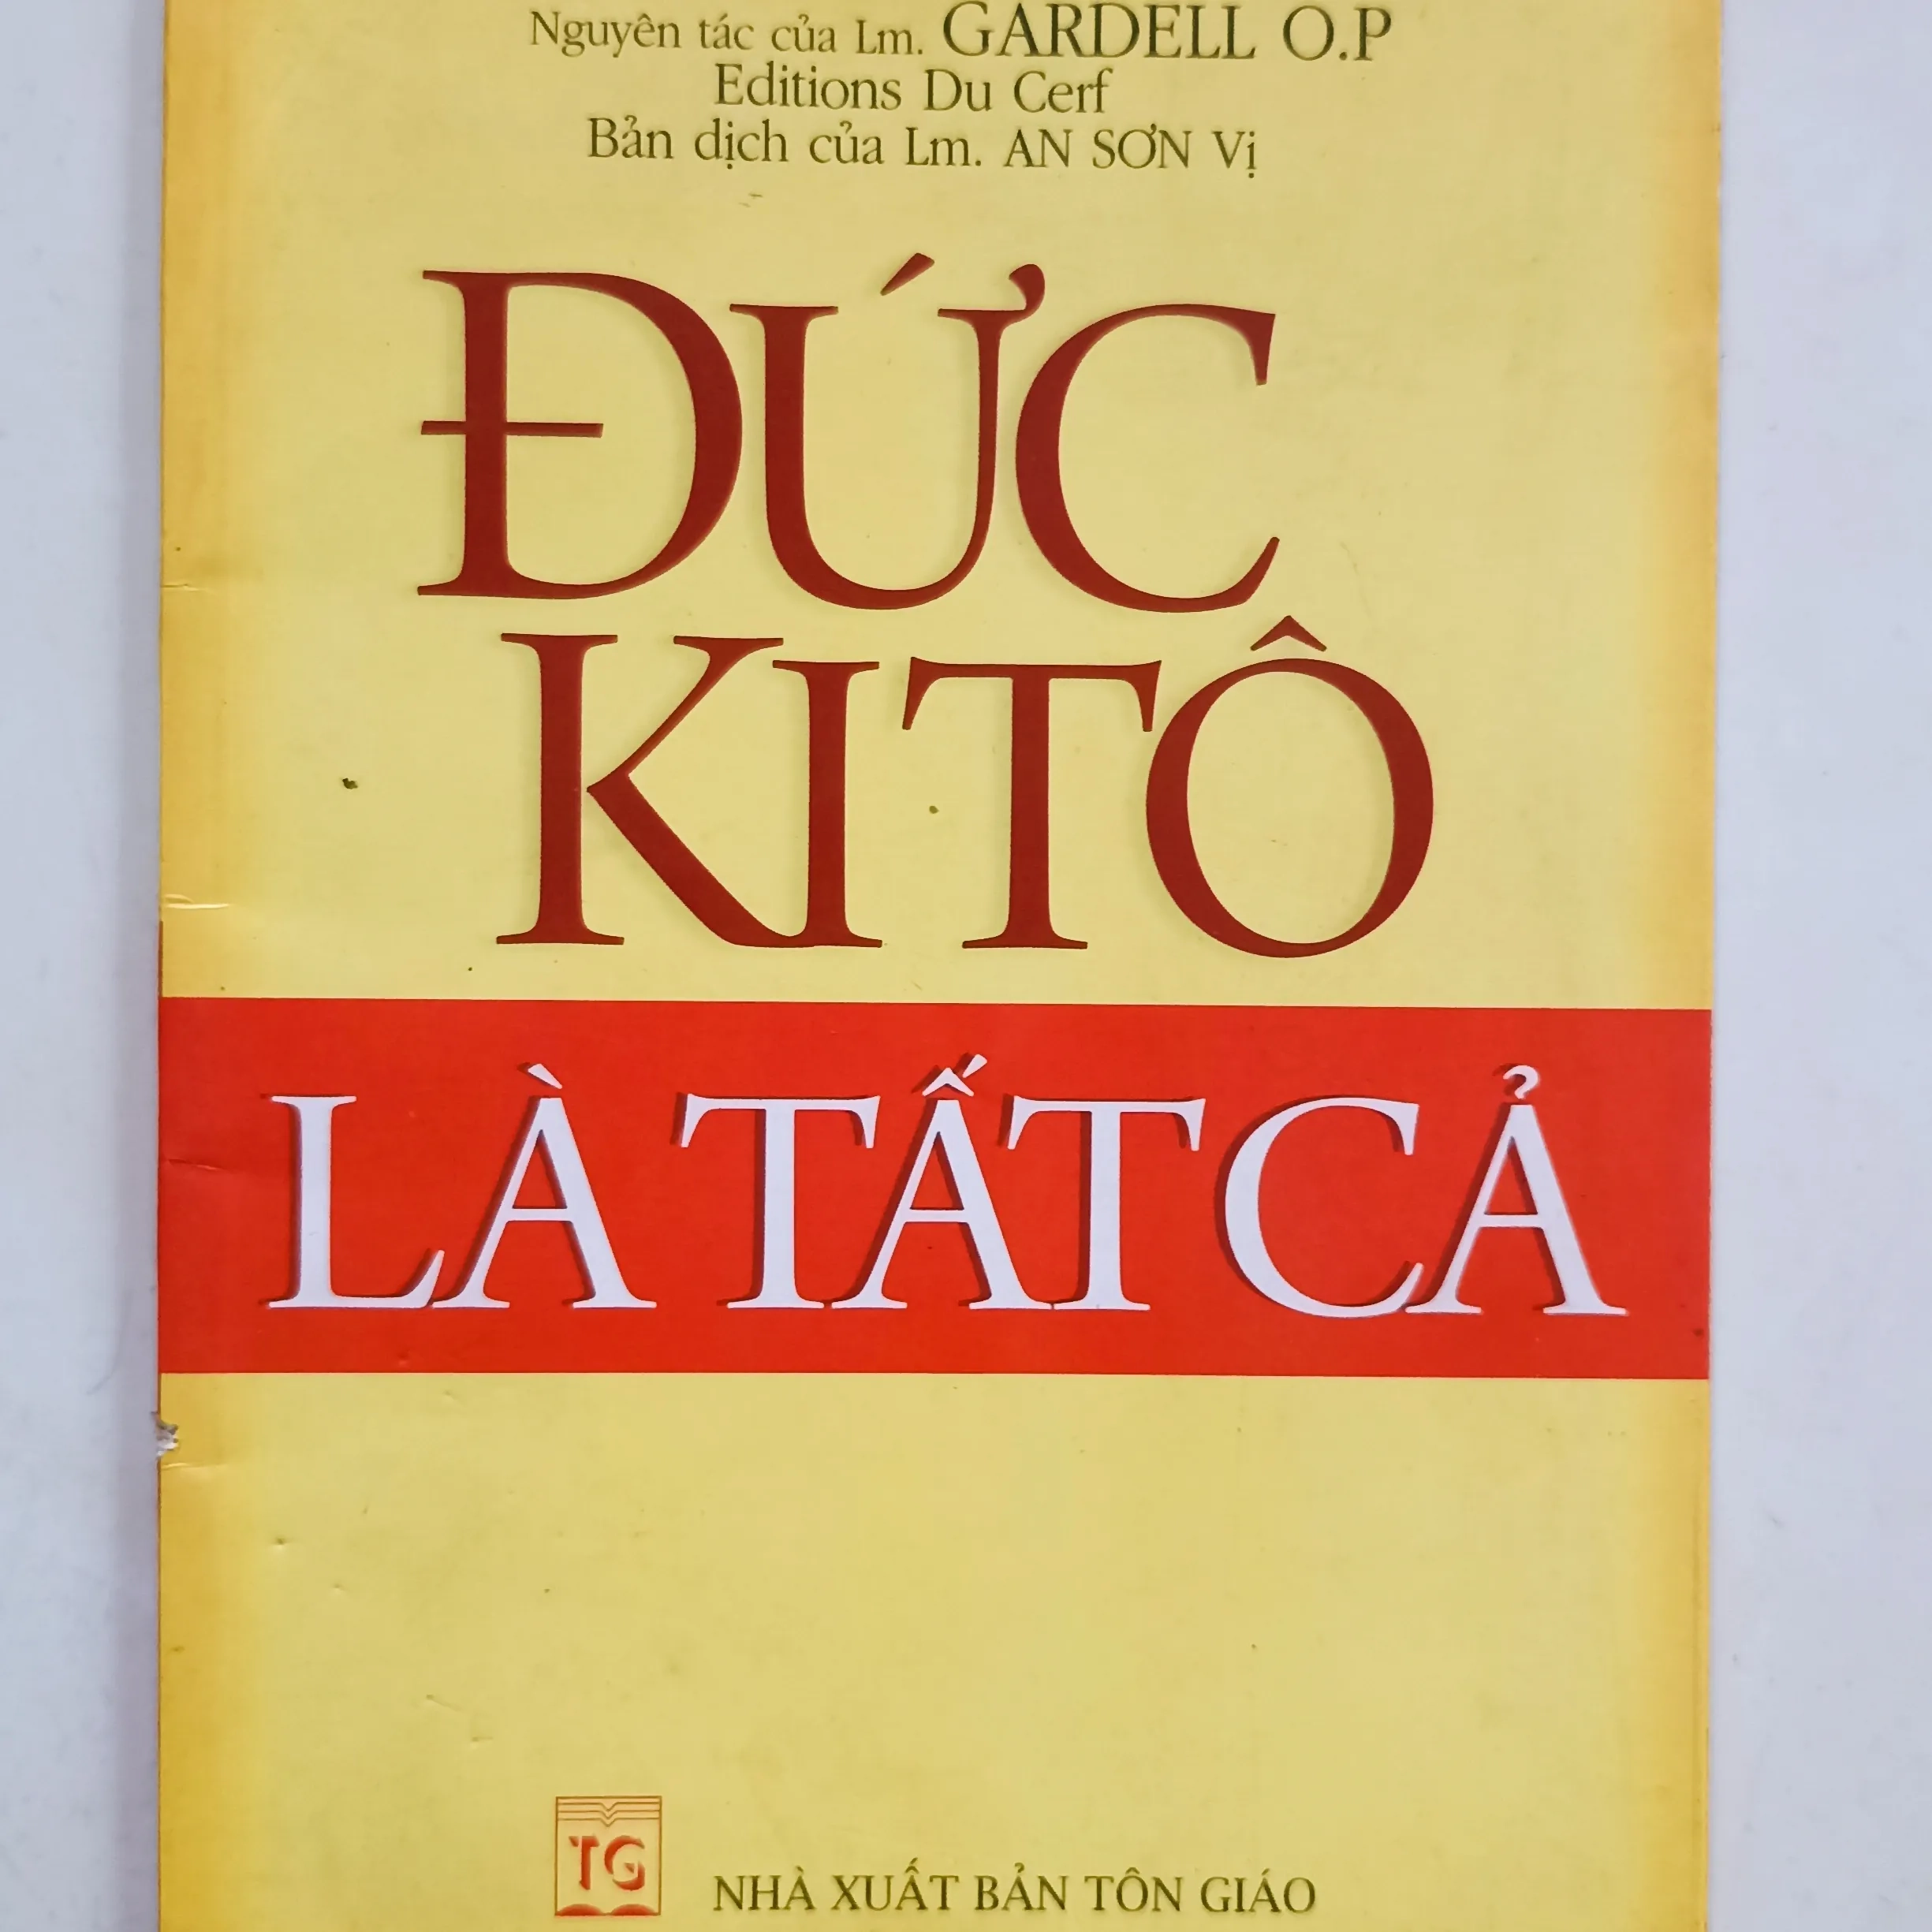 Nguyên tác của Lm. GARDELL O.P
Editions Du Cerf
Bản dịch của Lm. AN SƠN Vị
ĐỨC
KITÔ
LÀ TẤT CẢ
TG
NHÀ XUẤT BẢN TÔN GIÁO